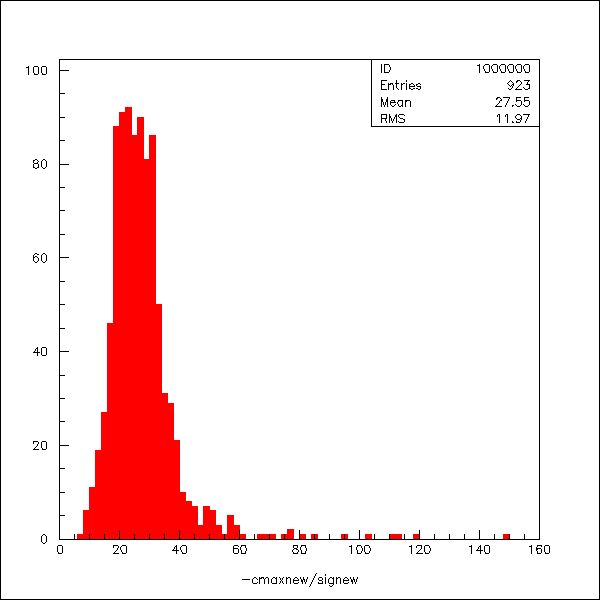 ID 1000000
Entries 923
Mean 27.55
RMS 11.97
100
80
60
40
20
0
0 20 40 60 80 100 120 140 160
-cmaxnew/signew